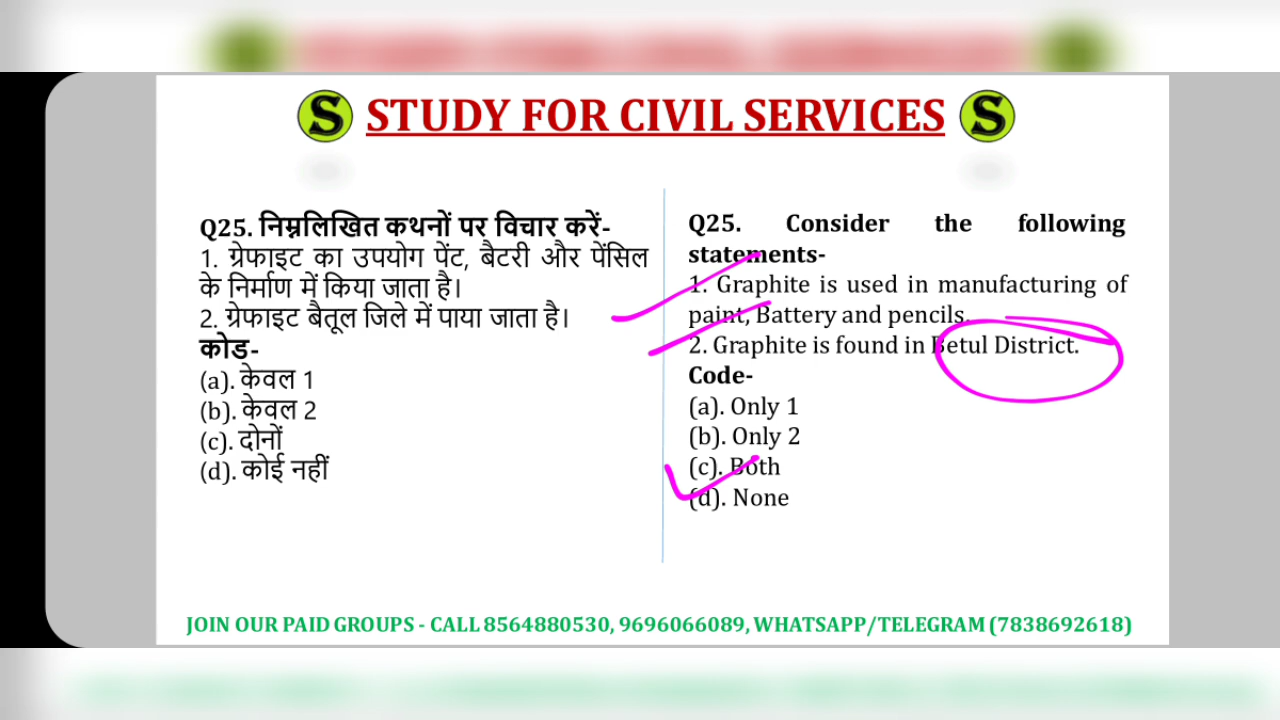 S STUDY FOR CIVIL SERVICES S
Q25. निम्नलिखित कथनों पर विचार करें-
1. ग्रेफाइट का उपयोग पेंट, बैटरी और पेंसिल
के निर्माण में किया जाता है।
2. ग्रेफाइट बैतूल जिले में पाया जाता है।
कोड-
(a). केवल 1
(b). केवल 2
(c). दोनों
(d). कोई नहीं
Q25. Consider the following
statements-
1. Graphite is used in manufacturing of
paint, Battery and pencils.
2. Graphite is found in Betul District.
Code-
(a). Only 1
(b). Only 2
(c). Both
(d). None
JOIN OUR PAID GROUPS - CALL 8564880530, 9696066089, WHATSAPP/TELEGRAM (7838692618)